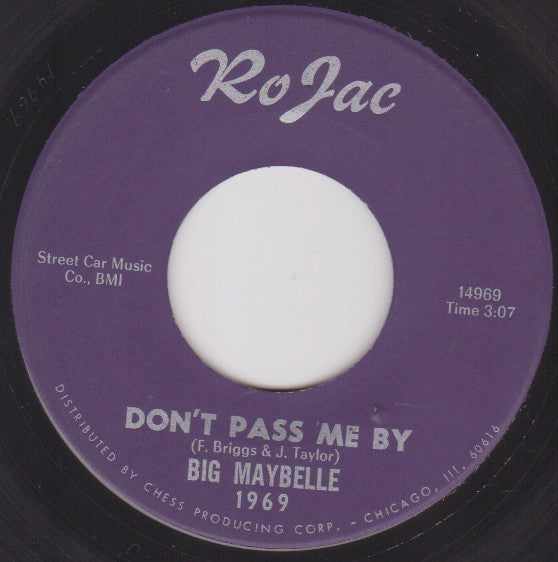 RoJac
Street Car Music
Co., BMI
14969
Time 3:07
DON'T PASS ME BY
(F. Briggs & J. Taylor)
BIG MAYBELLE
1969
DISTRIBUTED BY CHESS PRODUCING CORP. - CHICAGO, ILL. 60616